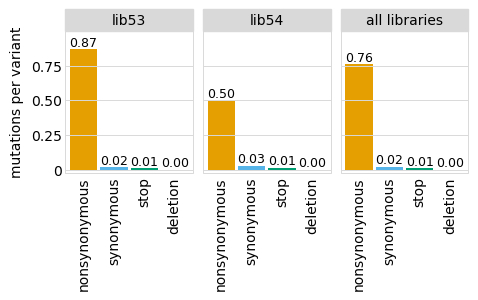 lib53
lib54
all libraries
mutations per variant
0.75
0.50
0.25
0
0.87
0.02
0.01
0.00
0.50
0.03
0.01
0.00
0.76
0.02
0.01
0.00
nonsynonymous
synonymous
stop
deletion
nonsynonymous
synonymous
stop
deletion
nonsynonymous
synonymous
stop
deletion